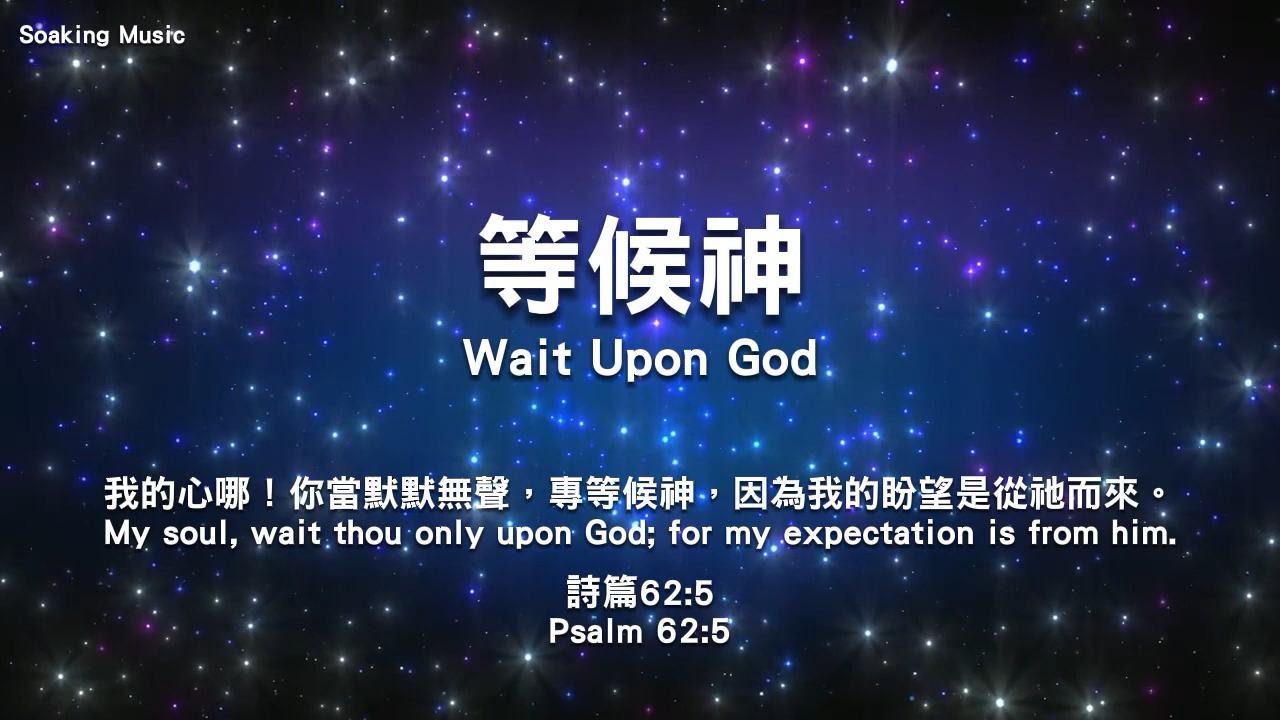 Soaking Music
等候神
Wait Upon God
我的心哪！你當默默無聲，專等候神，因為我的盼望是從祂而來。
My soul, wait thou only upon God; for my expectation is from him.
詩篇62:5
Psalm 62:5